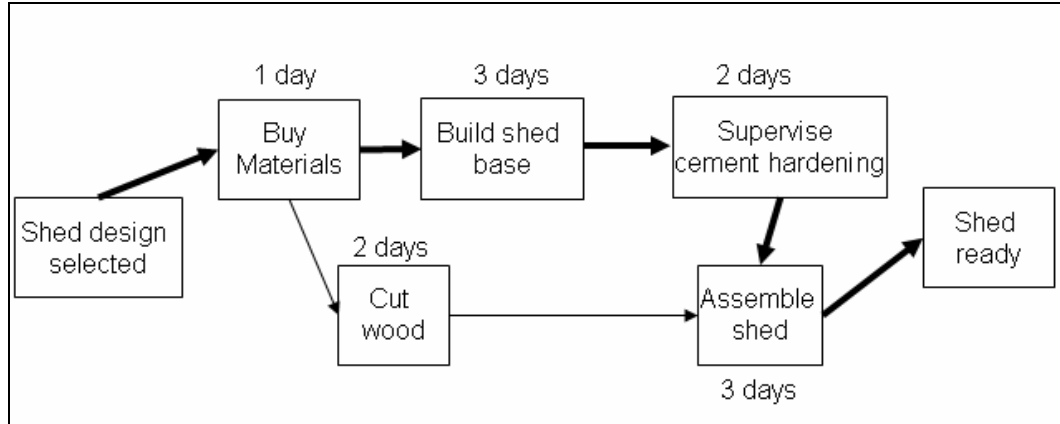 1 day
3 days
2 days
Buy
Materials
Build shed
base
Supervise
cement hardening
Shed design
selected
Shed
ready
2 days
Cut
wood
Assemble
shed
3 days